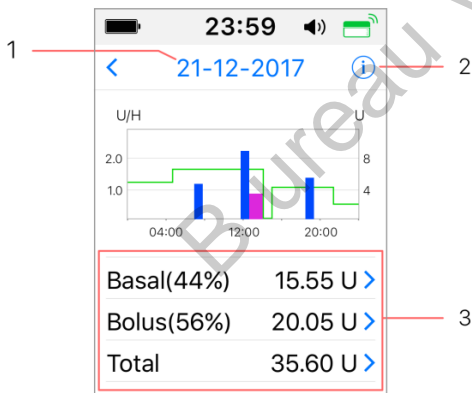 23:59
1
21-12-2017
2
U/H
U
2.0
8
1.0
4
04:00
12:00
20:00
Basal(44%) 15.55 U
Bolus(56%) 20.05 U
3
Total 35.60 U
Bureau V